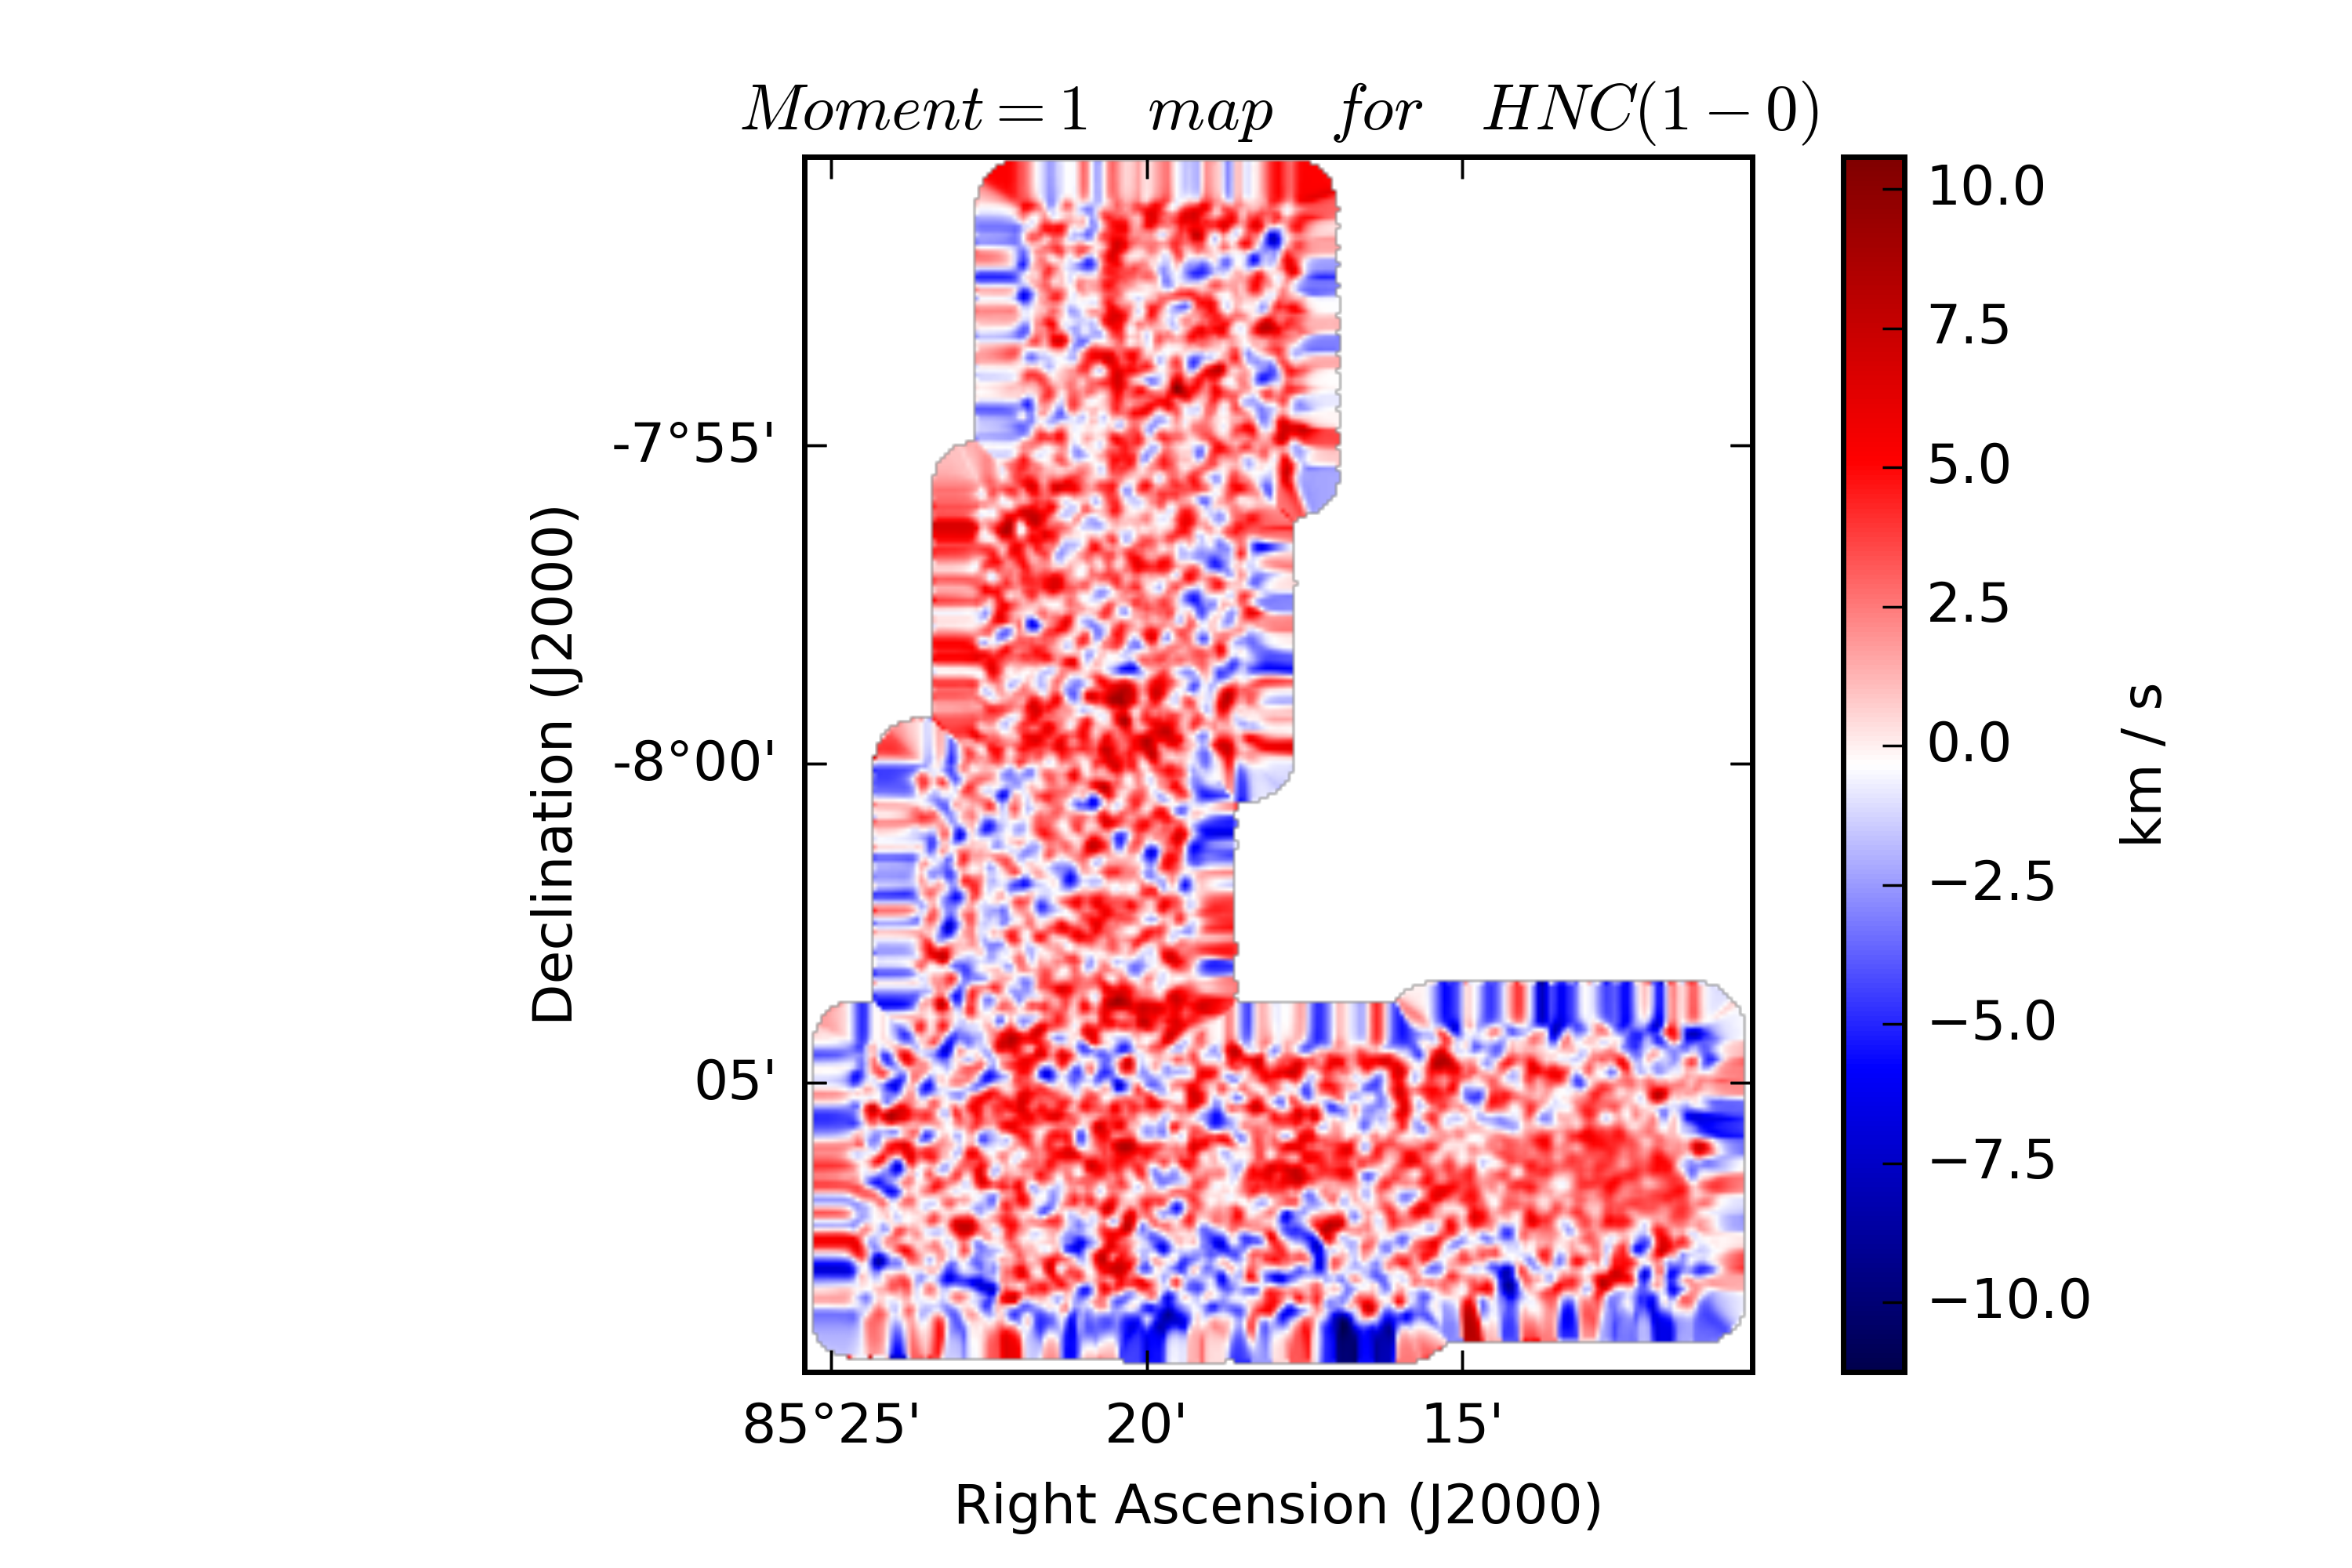 Moment = 1 map for HNC(1 − 0)
10.0
7.5
5.0
2.5
0.0
−2.5
−5.0
−7.5
−10.0
km / s
Declination (J2000)
-7°55'
-8°00'
05'
85°25' 20' 15'
Right Ascension (J2000)